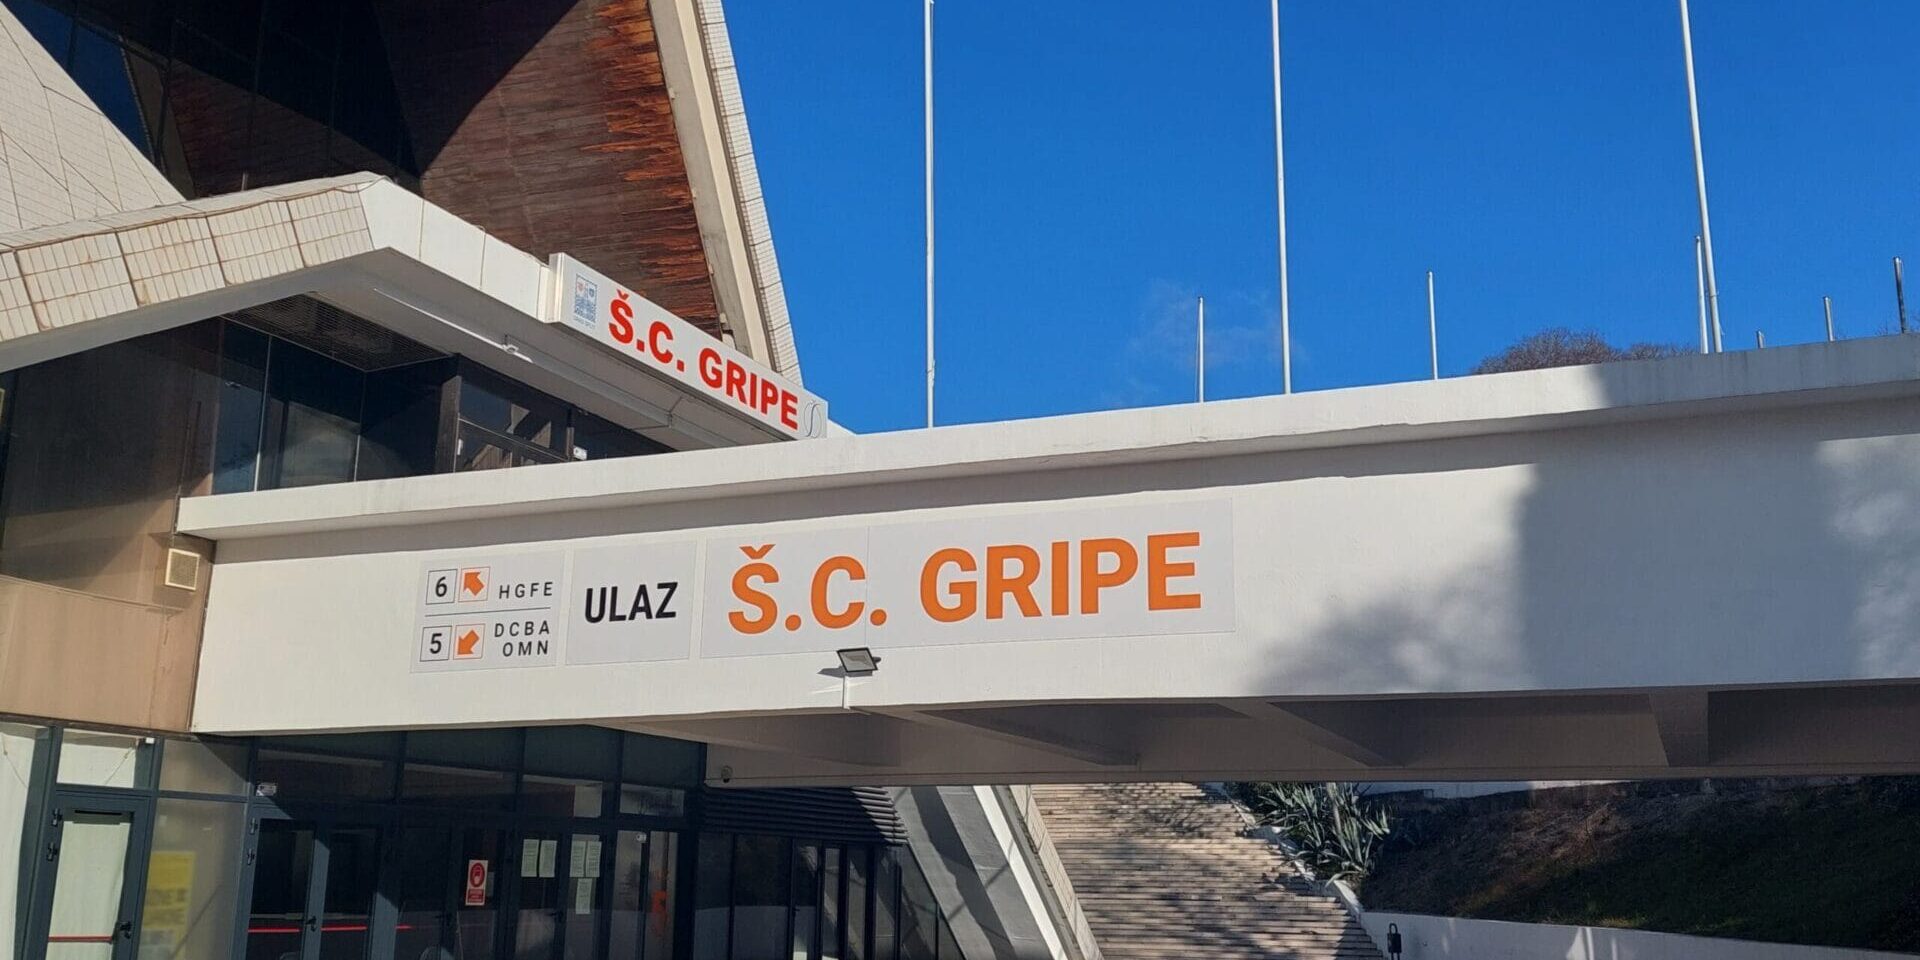 Š.C. GRIPE
6 HGFE
5 DCBA
OMN
ULAZ
Š.C. GRIPE